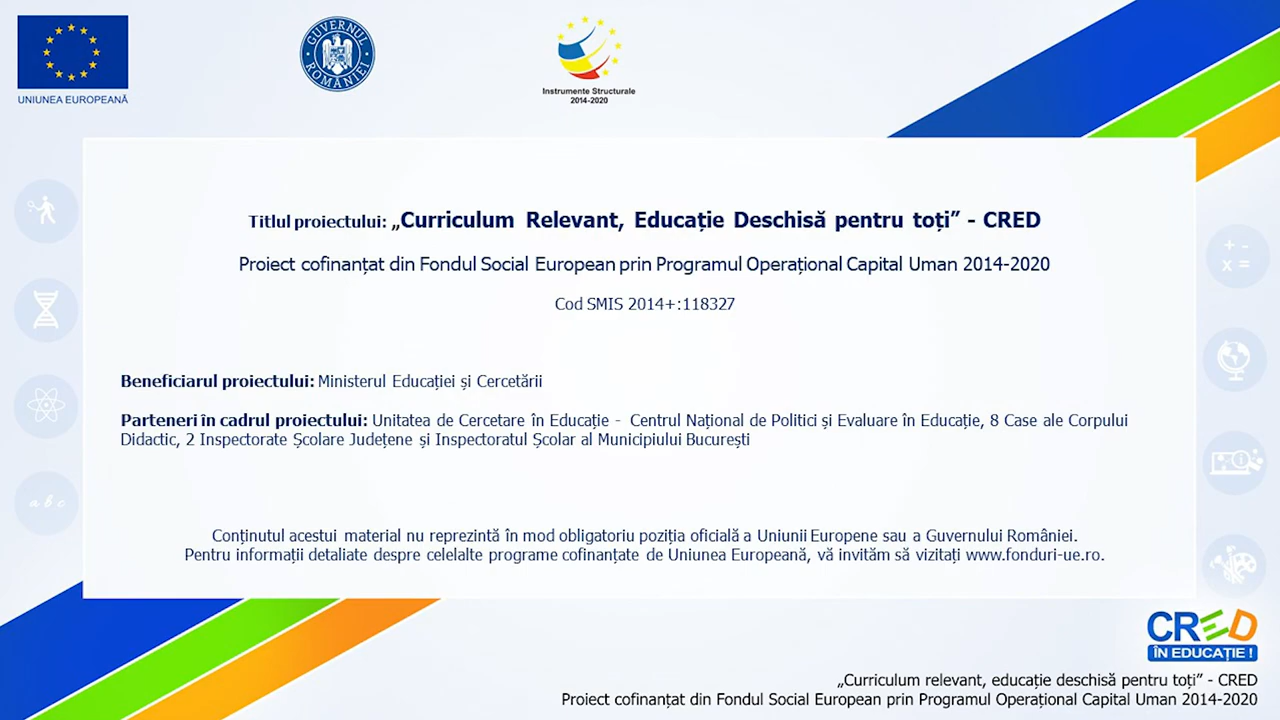 UNIUNEA EUROPEANĂ
GUVERNUL ROMÂNIEI
Instrumente Structurale
2014-2020
Titlul proiectului: „Curriculum Relevant, Educație Deschisă pentru toți” - CRED
Proiect cofinanțat din Fondul Social European prin Programul Operațional Capital Uman 2014-2020
Cod SMIS 2014+:118327
+ -
x =
Beneficiarul proiectului: Ministerul Educației și Cercetării
Parteneri în cadrul proiectului: Unitatea de Cercetare în Educație - Centrul Național de Politici și Evaluare în Educație, 8 Case ale Corpului
Didactic, 2 Inspectorate Școlare Județene și Inspectoratul Școlar al Municipiului București
a b c
Conținutul acestui material nu reprezintă în mod obligatoriu poziția oficială a Uniunii Europene sau a Guvernului României.
Pentru informații detaliate despre celelalte programe cofinanțate de Uniunea Europeană, vă invităm să vizitați www.fonduri-ue.ro.
CRED
ÎN EDUCAȚIE !
„Curriculum relevant, educație deschisă pentru toți” - CRED
Proiect cofinanțat din Fondul Social European prin Programul Operațional Capital Uman 2014-2020